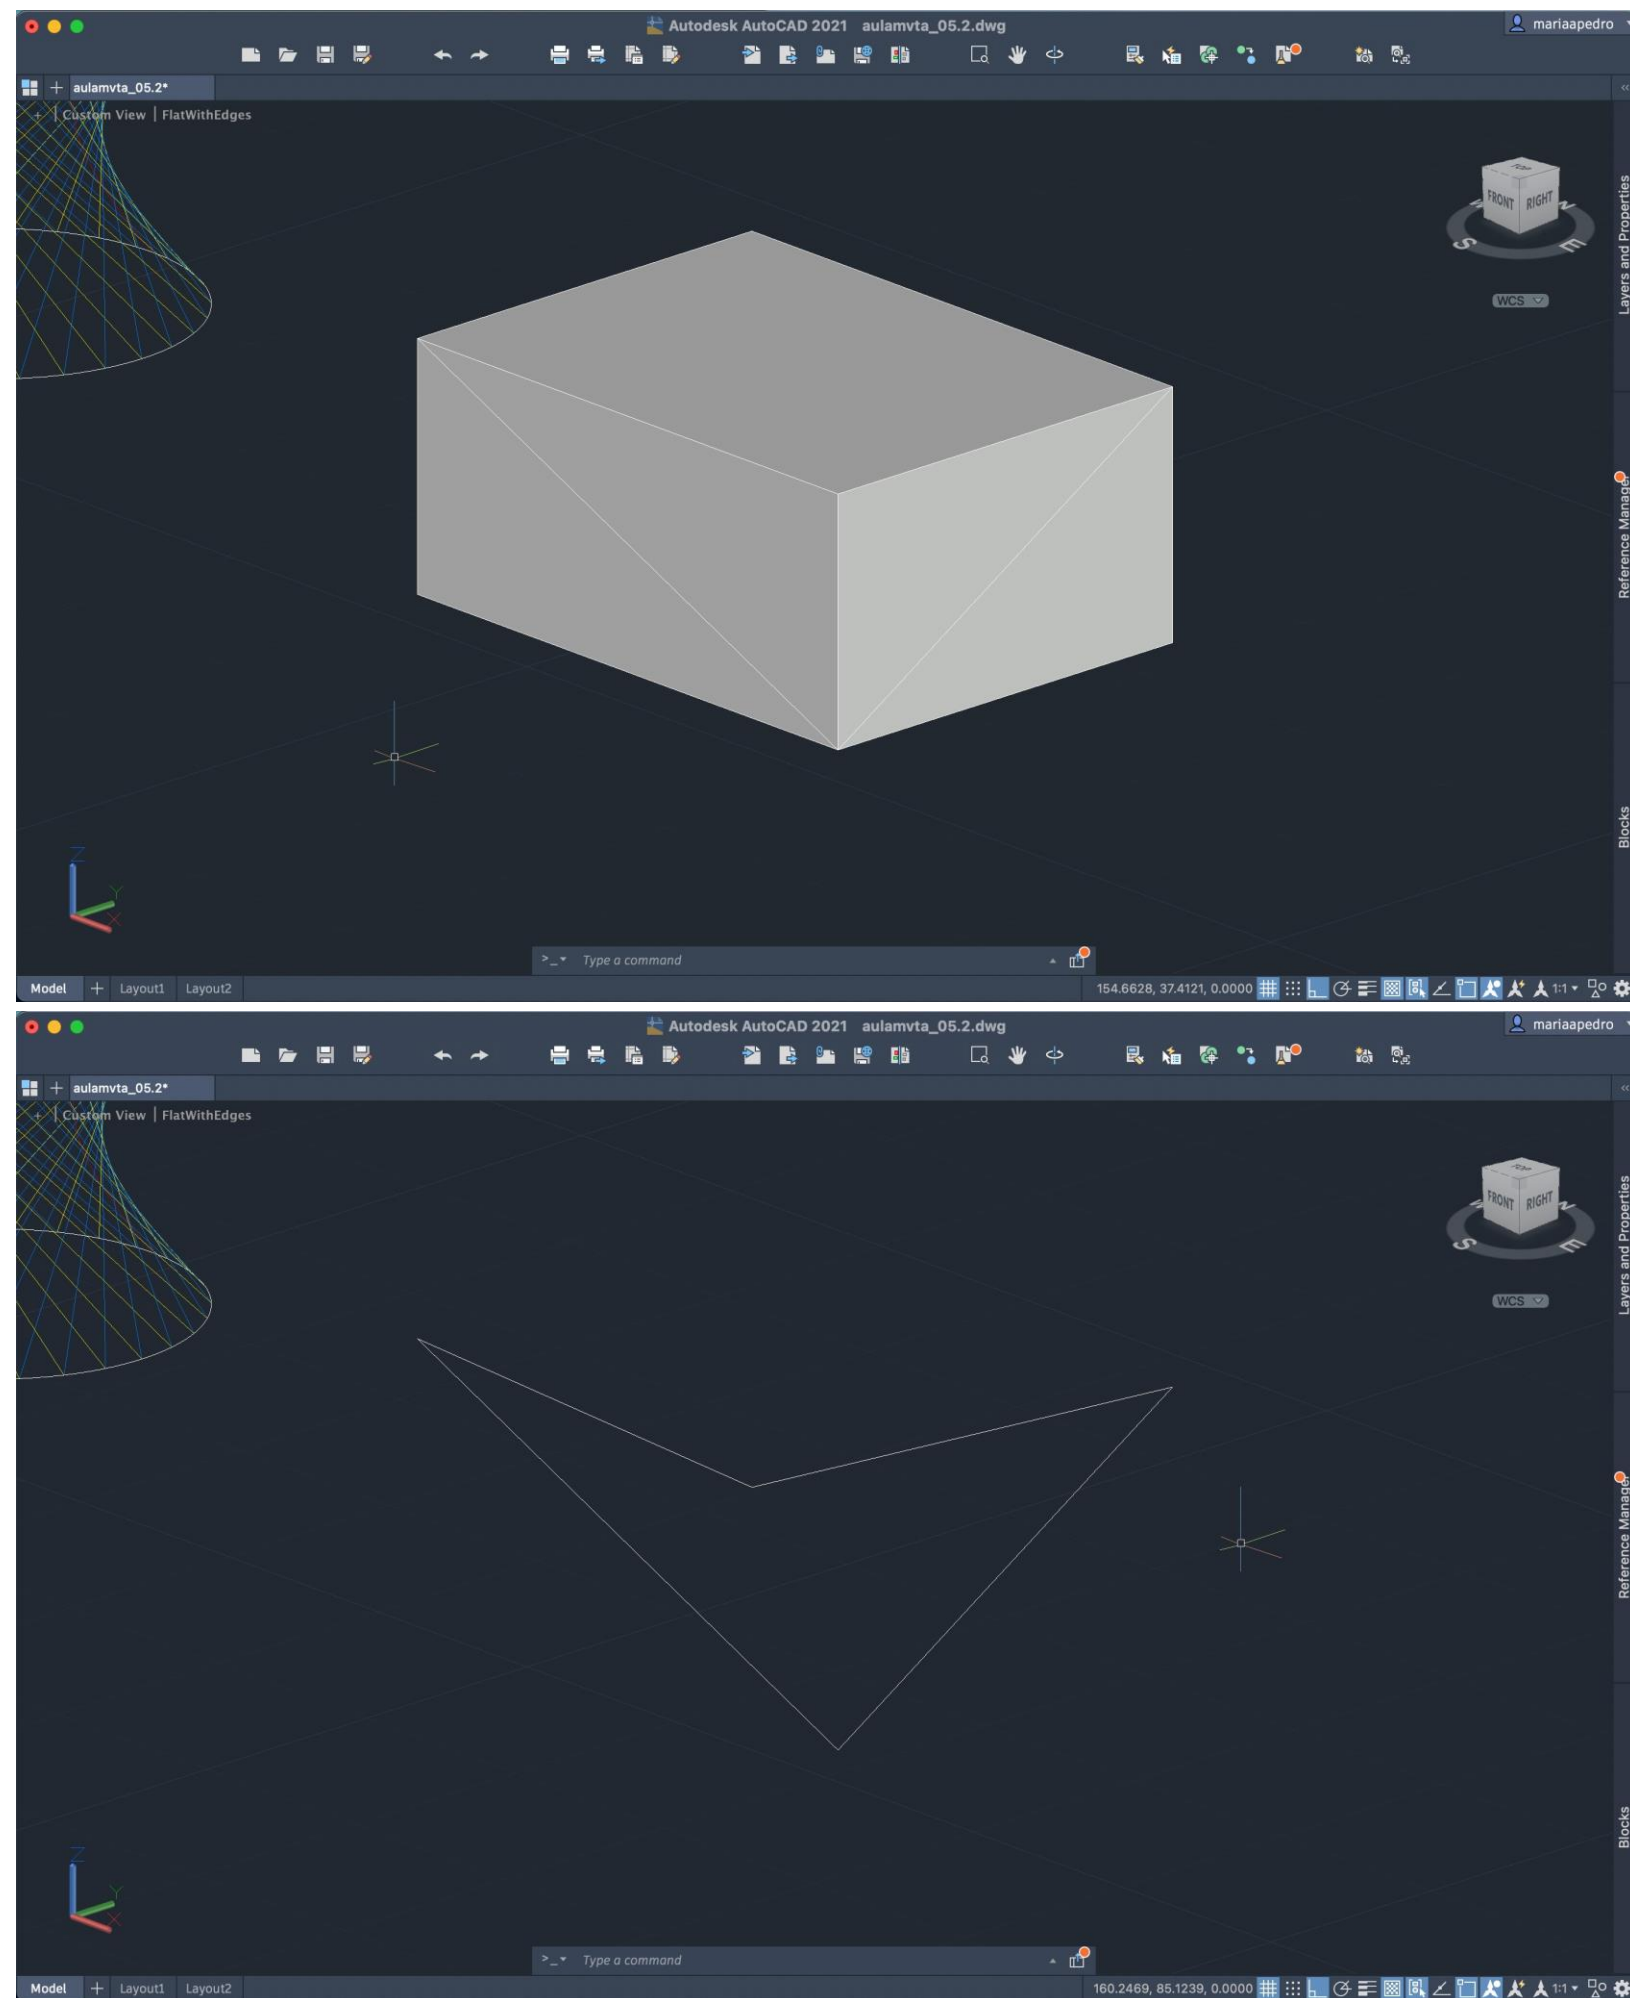 Autodesk AutoCAD 2021 aulamvta_05.2.dwg
mariaapedro
aulamvta_05.2*
+ | Custom View | FlatWithEdges
TOP
FRONT RIGHT
S E
WCS
Layers and Properties
Reference Manager
Blocks
Z
Y
X
>_ Type a command
Model + Layout1 Layout2
154.6628, 37.4121, 0.0000 1:1
Autodesk AutoCAD 2021 aulamvta_05.2.dwg
mariaapedro
aulamvta_05.2*
+ | Custom View | FlatWithEdges
TOP
FRONT RIGHT
S E
WCS
Layers and Properties
Reference Manager
Blocks
Z
Y
X
>_ Type a command
Model + Layout1 Layout2
160.2469, 85.1239, 0.0000 1:1